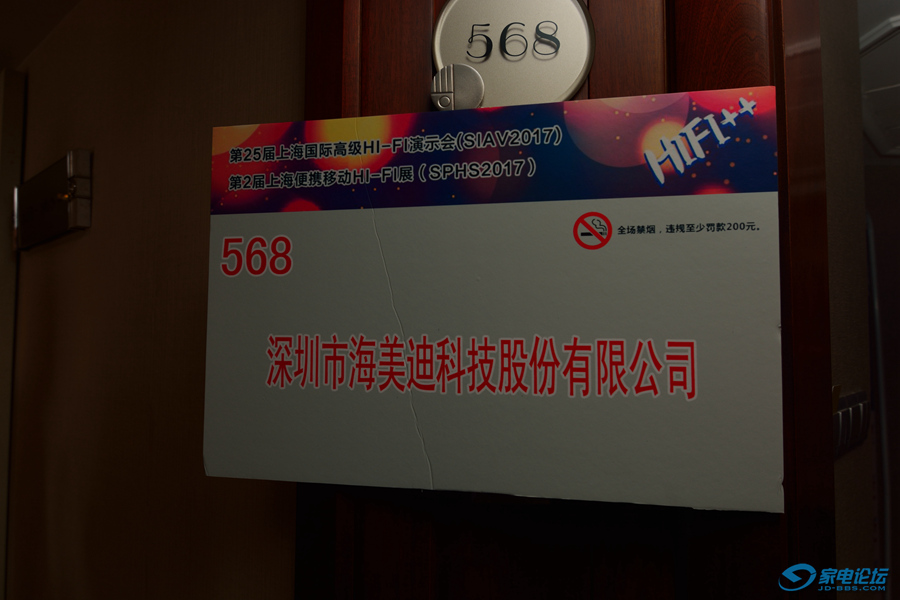 568
第25届上海国际高级HI-FI演示会(SIAV2017)
第2届上海便携移动HI-FI展（SPHS2017）
HIFI++
568
全场禁烟，违规至少罚款200元。
深圳市海美迪科技股份有限公司
家电论坛
JD-BBS.COM